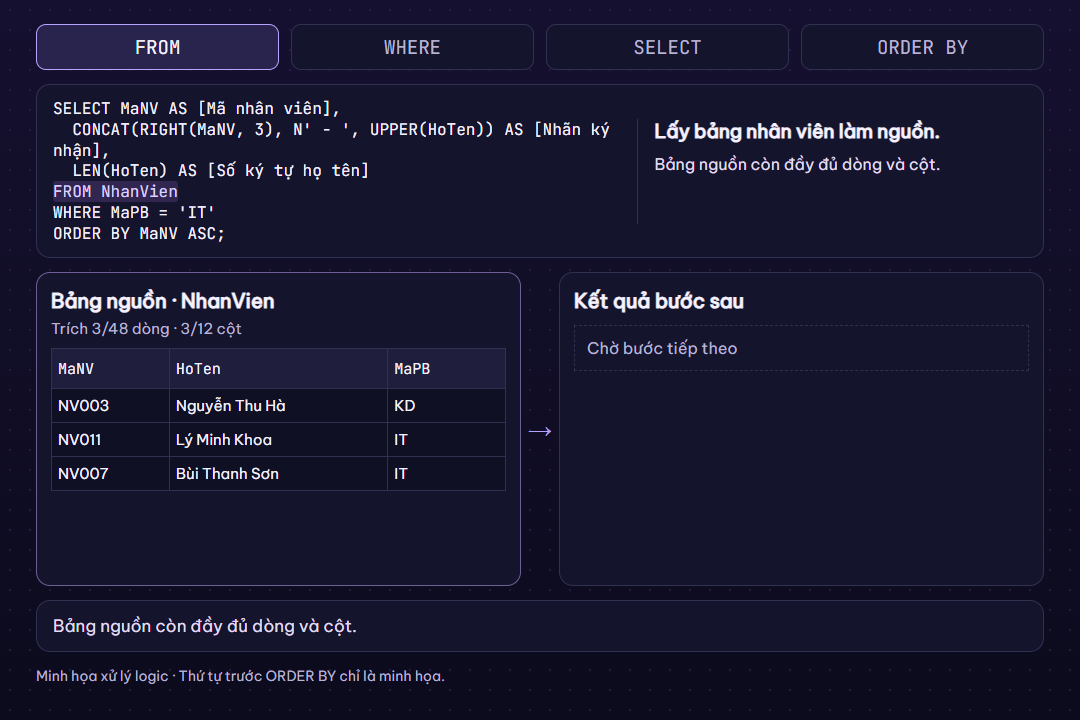 FROM
WHERE
SELECT
ORDER BY
SELECT MaNV AS [Mã nhân viên],
CONCAT(RIGHT(MaNV, 3), N' - ', UPPER(HoTen)) AS [Nhãn ký
nhận],
LEN(HoTen) AS [Số ký tự họ tên]
FROM NhanVien
WHERE MaPB = 'IT'
ORDER BY MaNV ASC;
Lấy bảng nhân viên làm nguồn.
Bảng nguồn còn đầy đủ dòng và cột.
Bảng nguồn · NhanVien
Trích 3/48 dòng · 3/12 cột
MaNV HoTen MaPB
NV003 Nguyễn Thu Hà KD
NV011 Lý Minh Khoa IT
NV007 Bùi Thanh Sơn IT
→
Kết quả bước sau
Chờ bước tiếp theo
Bảng nguồn còn đầy đủ dòng và cột.
Minh họa xử lý logic · Thứ tự trước ORDER BY chỉ là minh họa.